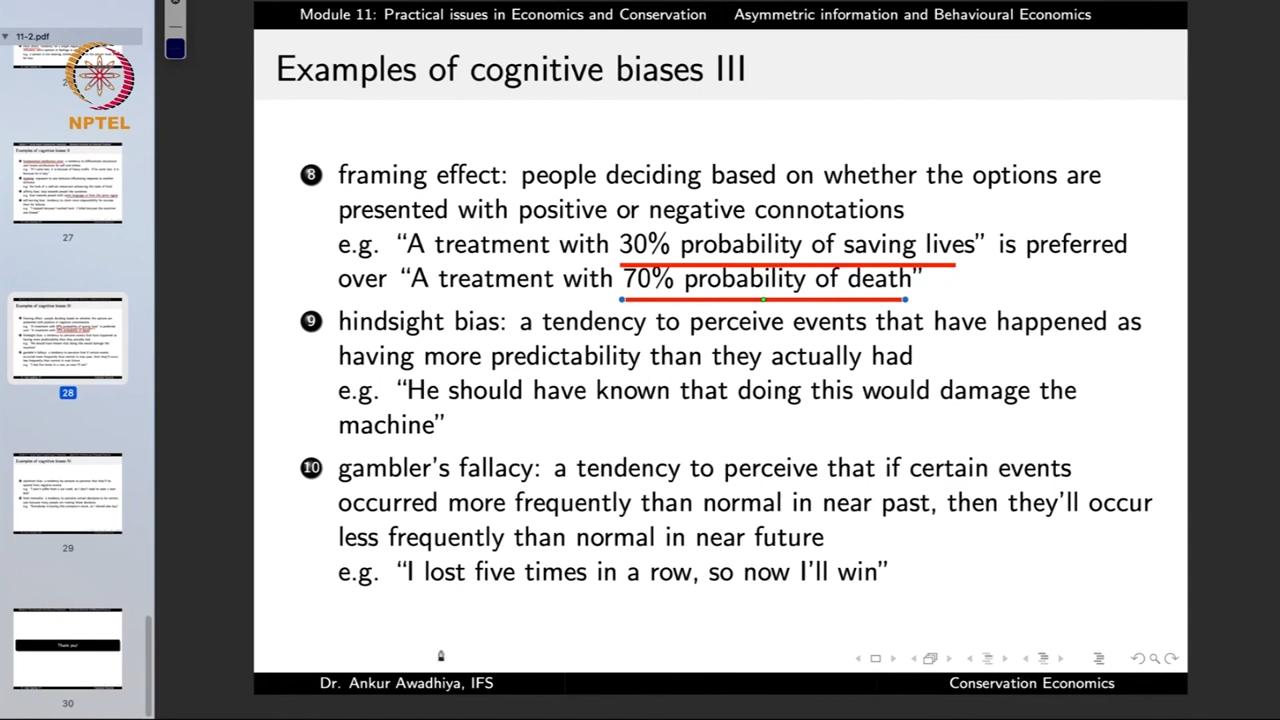 Module 11: Practical issues in Economics and Conservation Asymmetric information and Behavioural Economics
11-2.pdf
NPTEL
Examples of cognitive biases III
8 framing effect: people deciding based on whether the options are
presented with positive or negative connotations
e.g. “A treatment with 30% probability of saving lives” is preferred
over “A treatment with 70% probability of death”
9 hindsight bias: a tendency to perceive events that have happened as
having more predictability than they actually had
e.g. “He should have known that doing this would damage the
machine”
10 gambler's fallacy: a tendency to perceive that if certain events
occurred more frequently than normal in near past, then they'll occur
less frequently than normal in near future
e.g. “I lost five times in a row, so now I'll win”
27
28
29
Thank you!
30
Dr. Ankur Awadhiya, IFS Conservation Economics